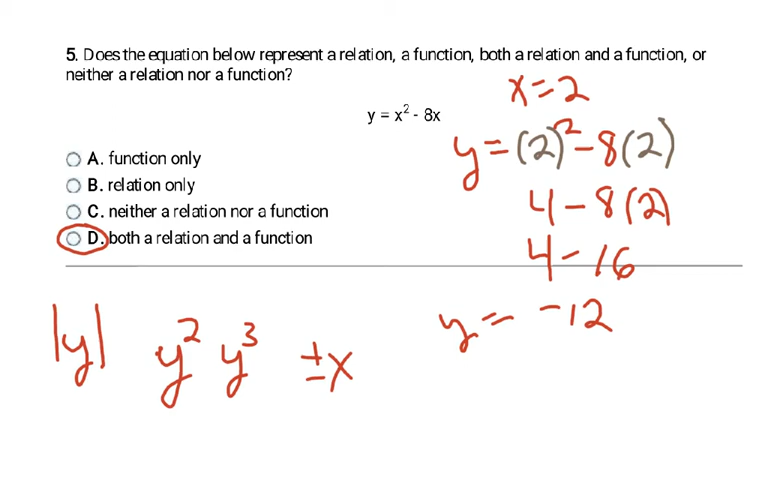 5. Does the equation below represent a relation, a function, both a relation and a function, or
neither a relation nor a function?
x = 2
y = x² - 8x
y = (2)² - 8(2)
A. function only
B. relation only
4 - 8(2)
C. neither a relation nor a function
D. both a relation and a function
4 - 16
y = -12
|y| y² y³ ±x